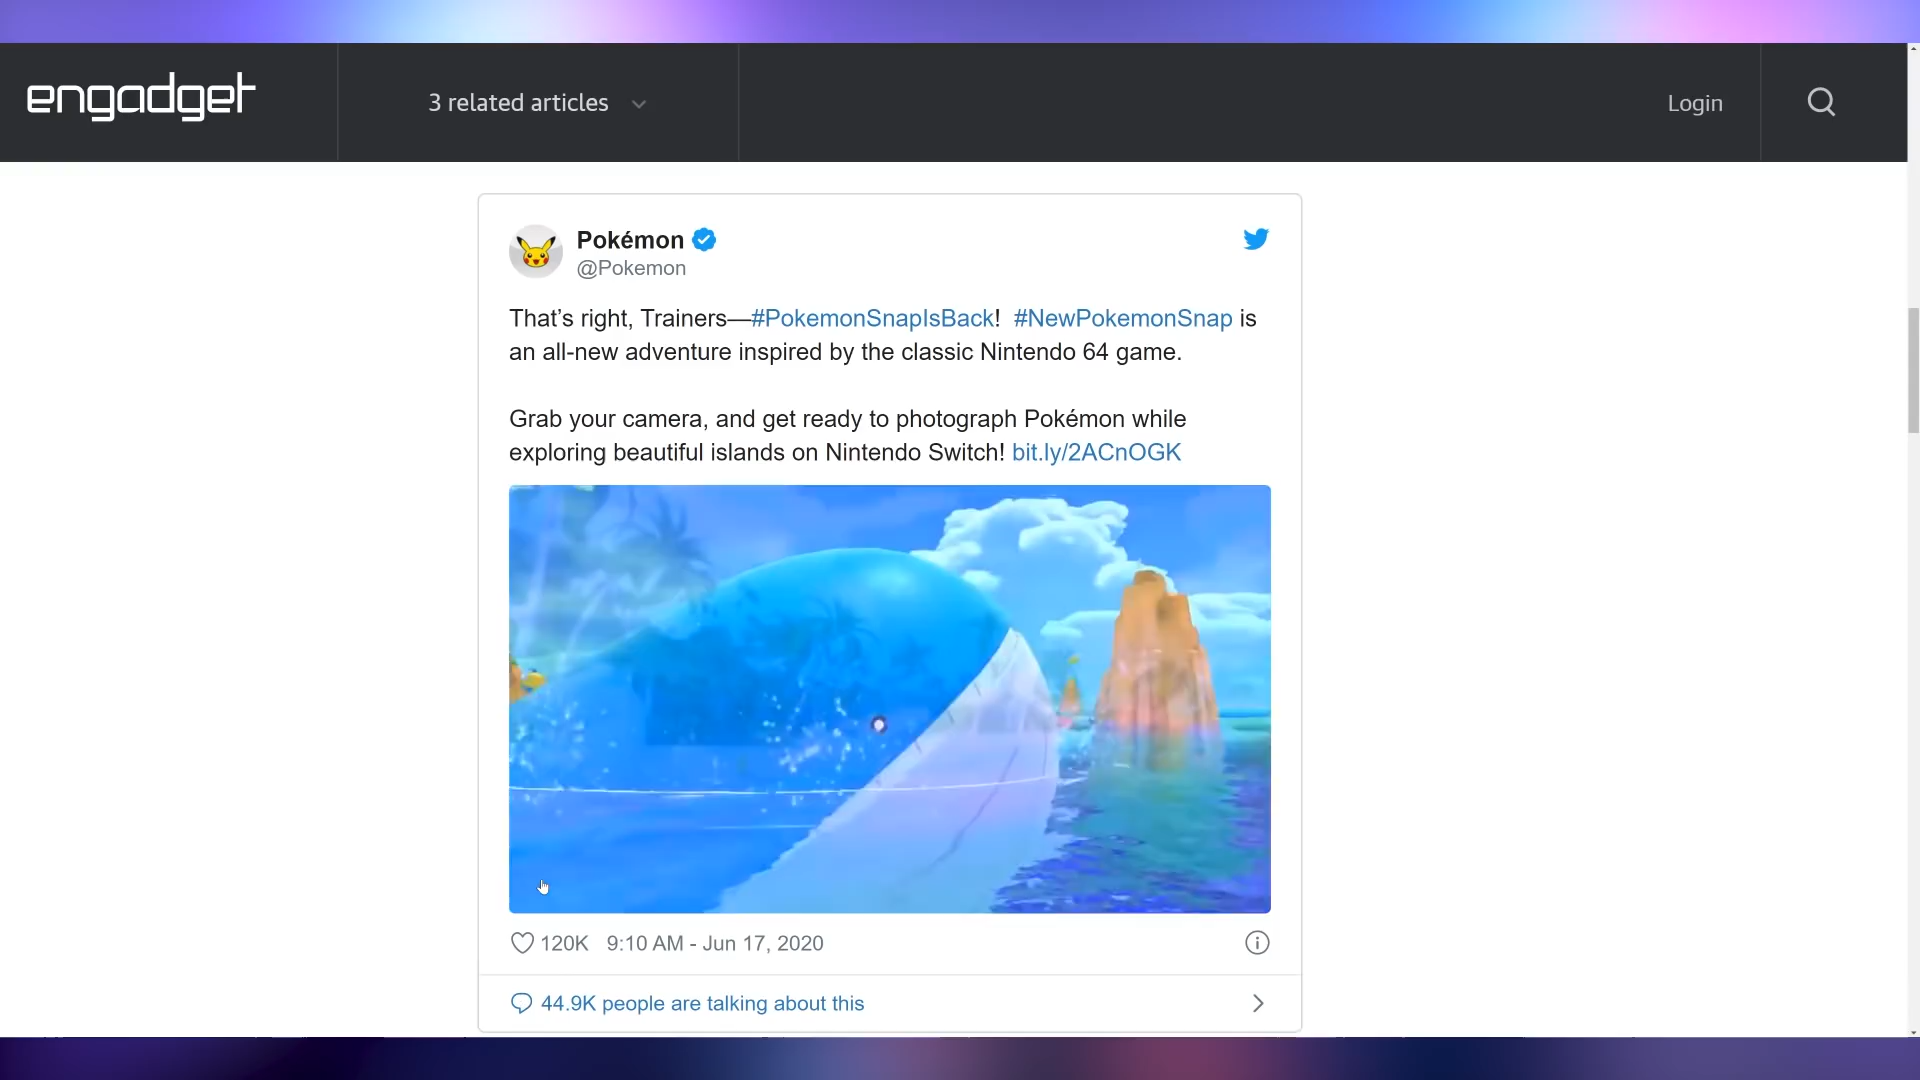 engadget
3 related articles
Login
Pokémon
@Pokemon
That’s right, Trainers—#PokemonSnapIsBack! #NewPokemonSnap is
an all-new adventure inspired by the classic Nintendo 64 game.
Grab your camera, and get ready to photograph Pokémon while
exploring beautiful islands on Nintendo Switch! bit.ly/2ACnOGK
120K 9:10 AM - Jun 17, 2020
44.9K people are talking about this